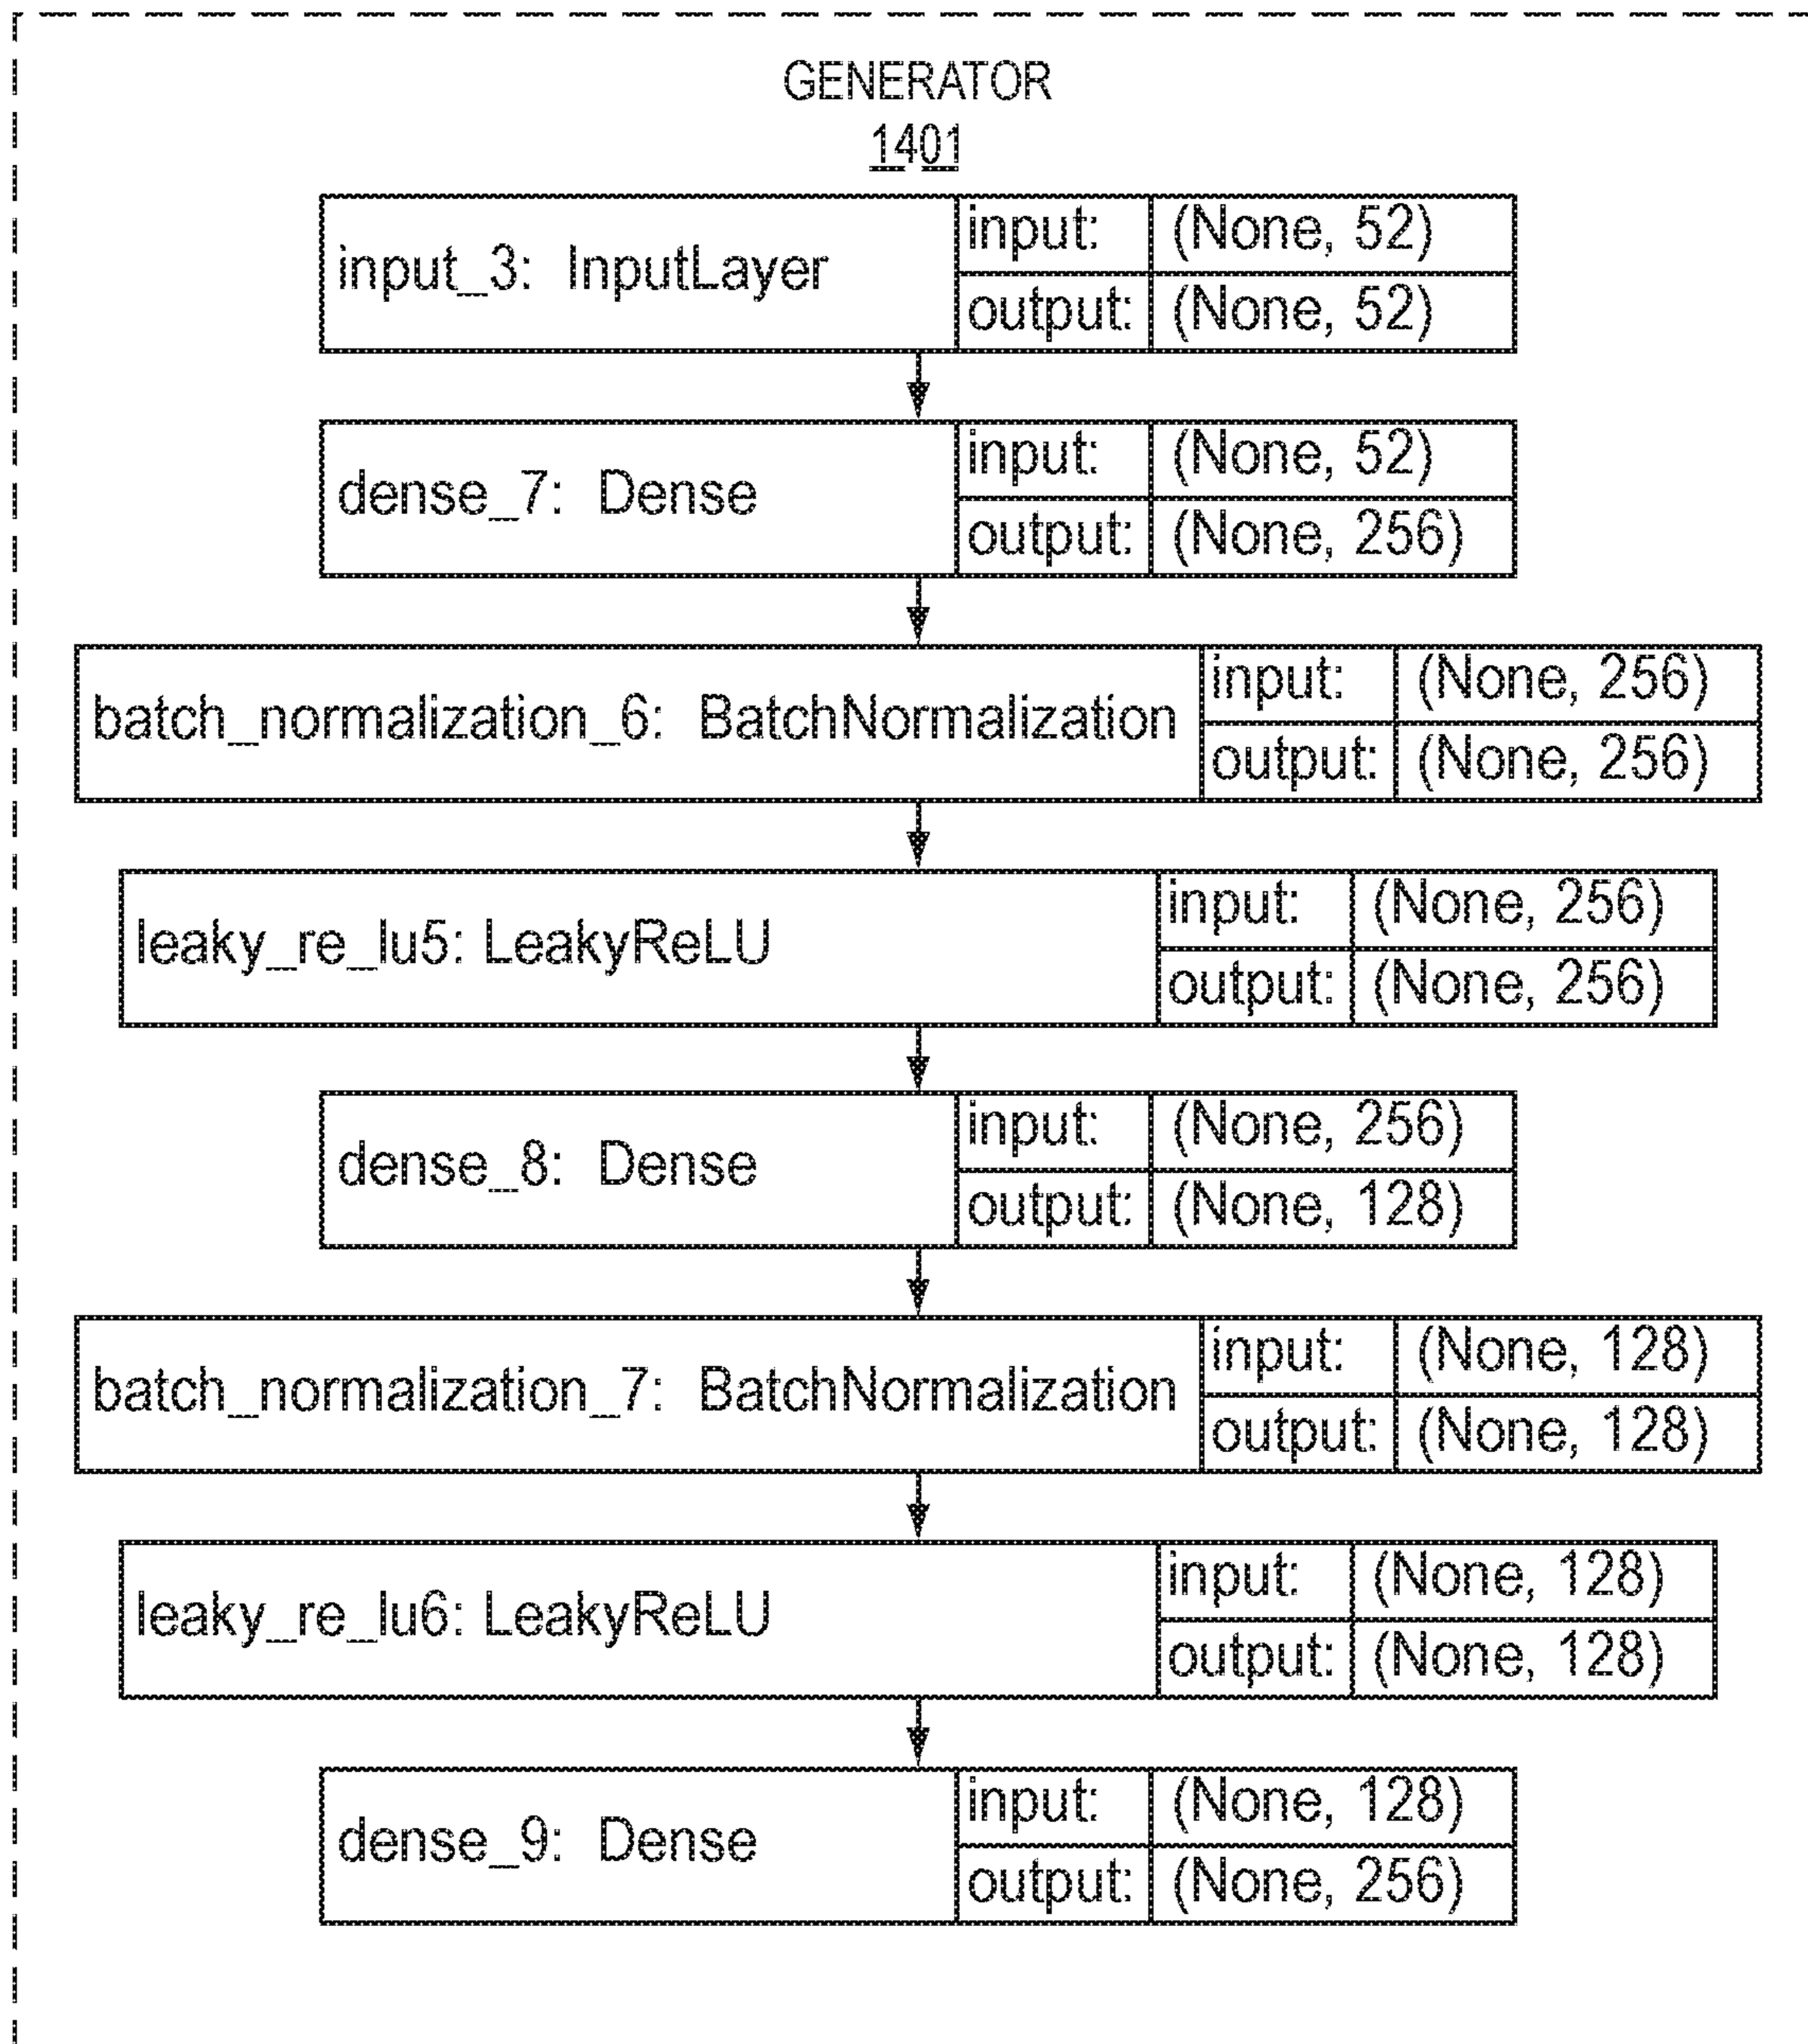 GENERATOR
1401
input_3: InputLayer
input: (None, 52)
output: (None, 52)
dense_7: Dense
input: (None, 52)
output: (None, 256)
batch_normalization_6: BatchNormalization
input: (None, 256)
output: (None, 256)
leaky_re_lu5: LeakyReLU
input: (None, 256)
output: (None, 256)
dense_8: Dense
input: (None, 256)
output: (None, 128)
batch_normalization_7: BatchNormalization
input: (None, 128)
output: (None, 128)
leaky_re_lu6: LeakyReLU
input: (None, 128)
output: (None, 128)
dense_9: Dense
input: (None, 128)
output: (None, 256)